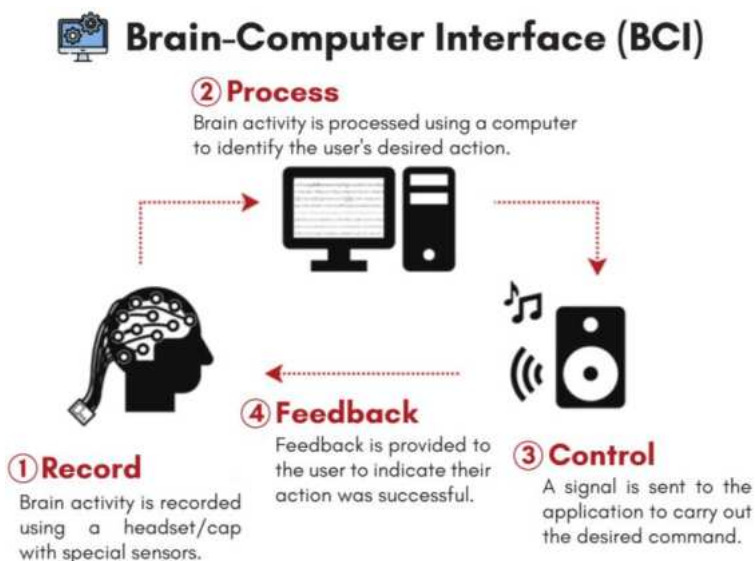 Brain-Computer Interface (BCI)
② Process
Brain activity is processed using a computer
to identify the user's desired action.
④ Feedback
Feedback is provided to
the user to indicate their
action was successful.
① Record
Brain activity is recorded
using a headset/cap
with special sensors.
③ Control
A signal is sent to the
application to carry out
the desired command.